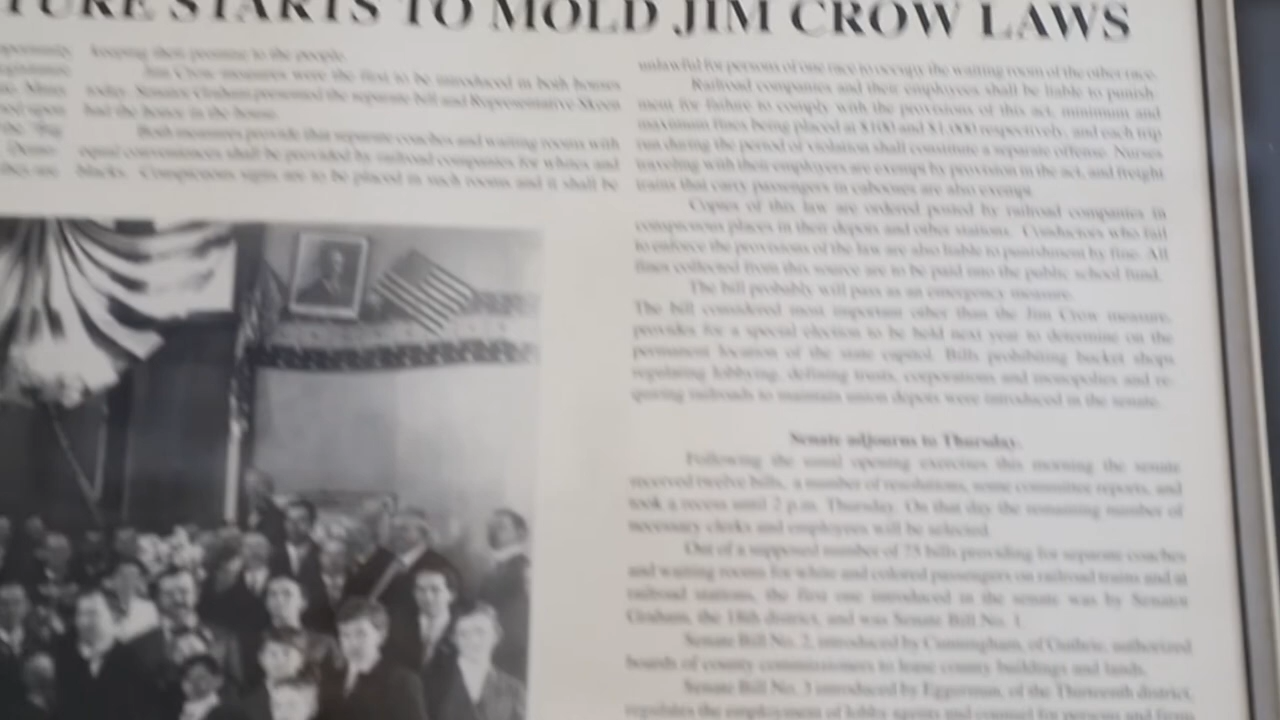 TURE STARTS TO MOLD JIM CROW LAWS
keeping their promise to the people.
Jim Crow measures were the first to be introduced in both houses
today. Senator Graham presented the separate bill and Representative
had the honor in the house.
Both measures provide that separate coaches and waiting rooms with
equal conveniences shall be provided by railroad companies for whites and
blacks. Conspicuous signs are to be placed in such rooms and it shall be
unlawful for persons of one race to occupy the waiting room of the other race.
Railroad companies and their employees shall be liable to punish-
ment for failure to comply with the provisions of this act, minimum and
maximum fines being placed at $100 and $1,000 respectively, and each trip
run during the period of violation shall constitute a separate offense. Nurses
traveling with their employers are exempt by provision in the act, and freight
trains that carry passengers in cabooses are also exempt.
Copies of this law are ordered posted by railroad companies in
conspicuous places in their depots and other stations. Conductors who fail
to enforce the provisions of the law are also liable to punishment by fine. All
fines collected from this source are to be paid into the public school fund.
The bill probably will pass as an emergency measure.
The bill considered most important other than the Jim Crow measure,
provides for a special election to be held next year to determine on the
permanent location of the state capitol. Bills prohibiting bucket shops
regulating lobbying, defining trusts, corporations and monopolies and re-
quiring railroads to maintain union depots were introduced in the senate.
Senate adjourns to Thursday.
Following the usual opening exercises this morning the senate
received twelve bills, a number of resolutions, some committee reports, and
took a recess until 2 p.m. Thursday. On that day the remaining number of
necessary clerks and employees will be selected.
Out of a supposed number of 75 bills providing for separate coaches
and waiting rooms for white and colored passengers on railroad trains and at
railroad stations, the first one introduced in the senate was by Senator
Graham, the 18th district, and was Senate Bill No. 1.
Senate Bill No. 2, introduced by Cunningham, of Guthrie, authorized
boards of county commissioners to lease county buildings and lands.
Senate Bill No. 3 introduced by Eggerman, of the Thirteenth district,
regulates the employment of lobby agents and counsel for persons and firms